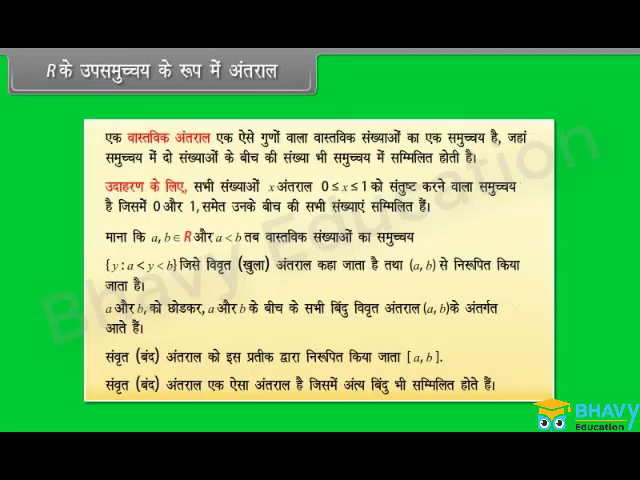 R के उपसमुच्चय के रूप में अंतराल
एक वास्तविक अंतराल एक ऐसे गुणों वाला वास्तविक संख्याओं का एक समुच्चय है, जहां
समुच्चय में दो संख्याओं के बीच की संख्या भी समुच्चय में सम्मिलित होती है।
उदाहरण के लिए, सभी संख्याओं x अंतराल 0 ≤ x ≤ 1 को संतुष्ट करने वाला समुच्चय
है जिसमें 0 और 1, समेत उनके बीच की सभी संख्याएं सम्मिलित हैं।
माना कि a, b ∈ R और a < b तब वास्तविक संख्याओं का समुच्चय
{y : a < y < b} जिसे विवृत (खुला) अंतराल कहा जाता है तथा (a, b) से निरूपित किया
जाता है।
a और b, को छोडकर, a और b के बीच के सभी बिंदु विवृत अंतराल (a, b) के अंतर्गत
आते हैं।
संवृत (बंद) अंतराल को इस प्रतीक द्वारा निरूपित किया जाता [a, b].
संवृत (बंद) अंतराल एक ऐसा अंतराल है जिसमें अंत्य बिंदु भी सम्मिलित होते हैं।
Bhavy Education
BHAVY
Education